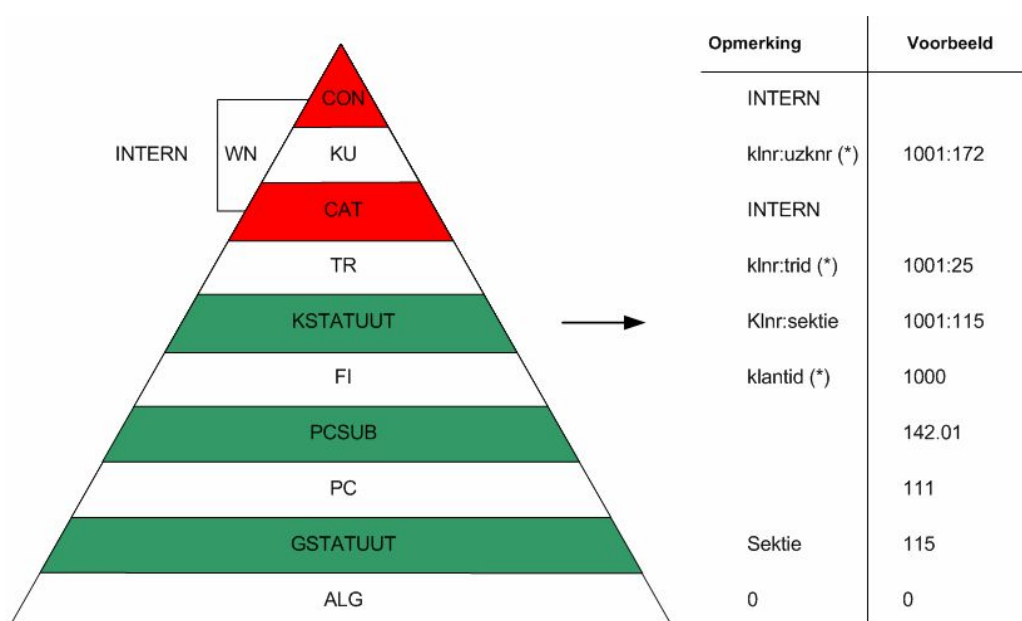 Opmerking Voorbeeld
CON INTERN
INTERN WN KU klnr:uzknr (*) 1001:172
CAT INTERN
TR klnr:trid (*) 1001:25
KSTATUUT Klnr:sektie 1001:115
FI klantid (*) 1000
PCSUB 142.01
PC 111
GSTATUUT Sektie 115
ALG 0 0